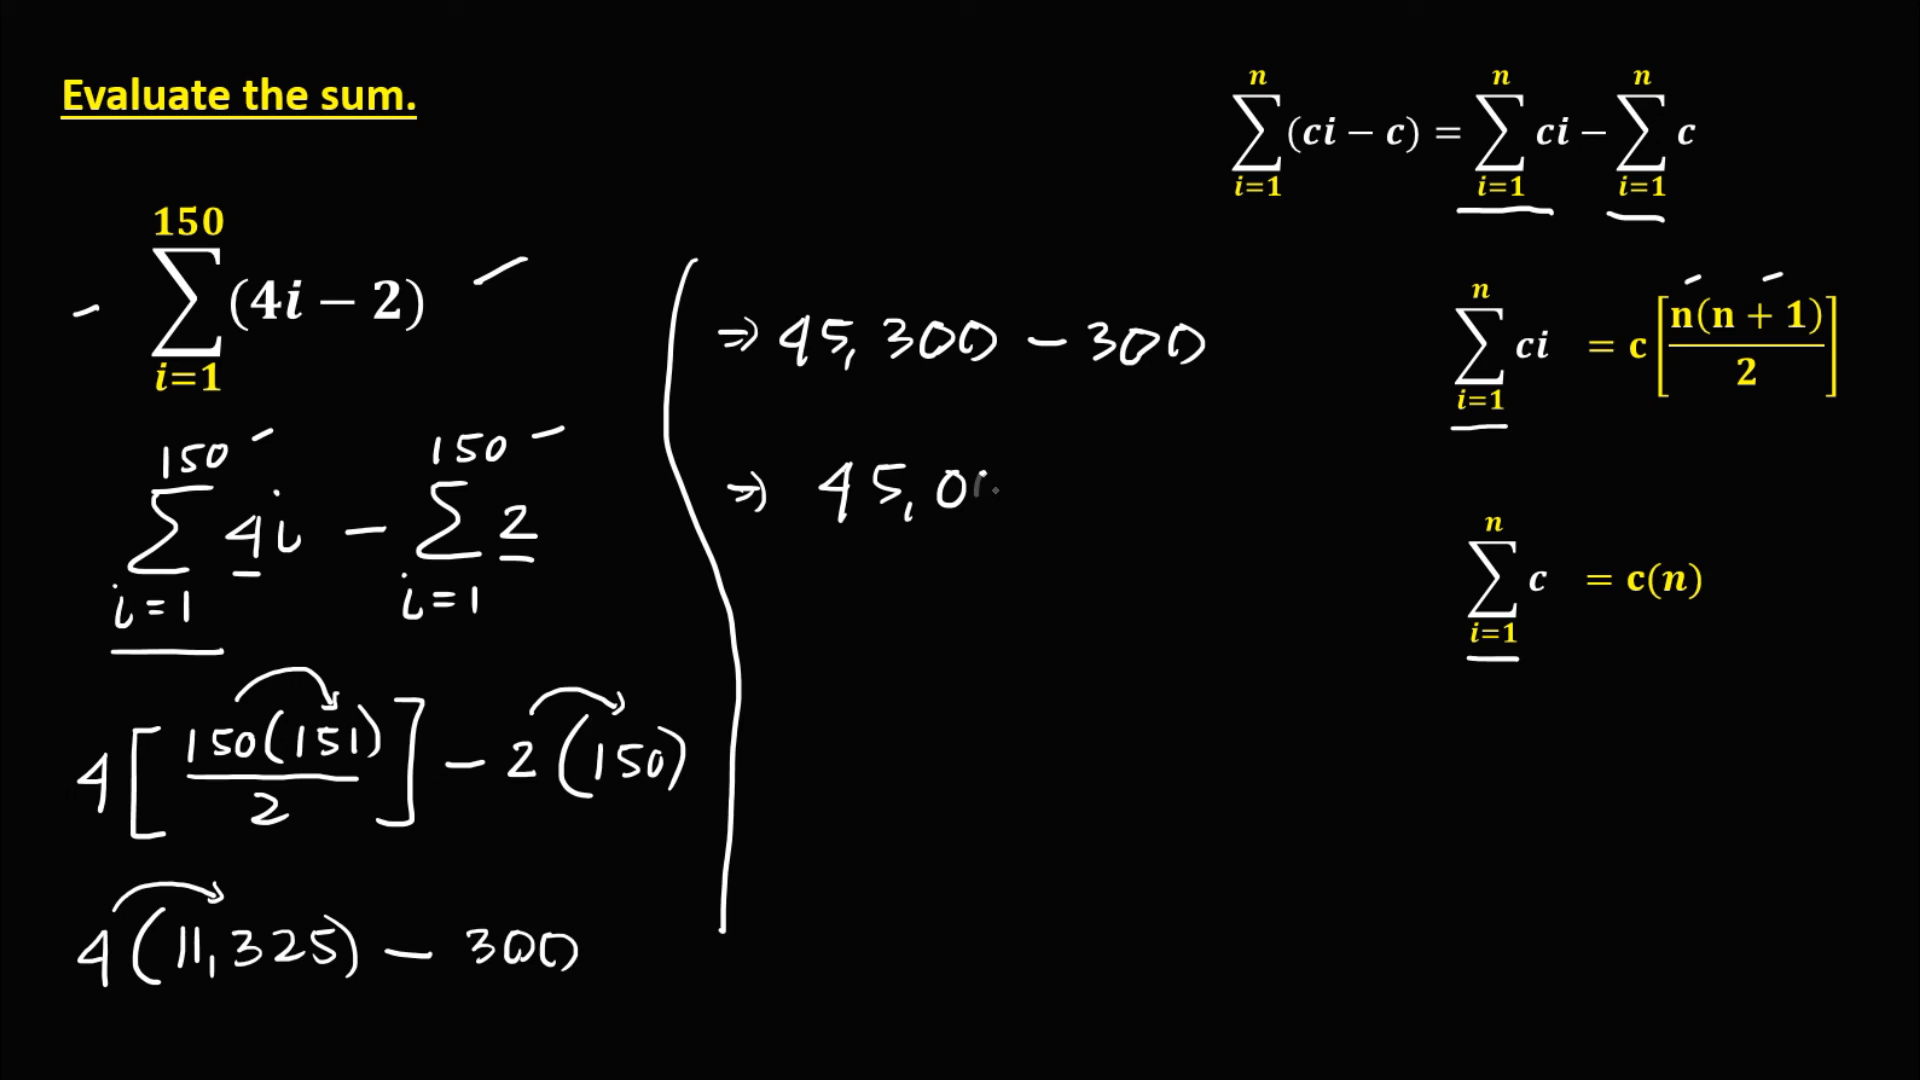 Evaluate the sum.
150
∑(4i − 2)
i=1
150 150
∑ 4i − ∑ 2
i=1 i=1
4[150(151)/2] − 2(150)
4(11,325) − 300
⇒ 45,300 − 300
⇒ 45,0
n n n
∑(ci − c) = ∑ ci − ∑ c
i=1 i=1 i=1
n
∑ ci = c[n(n + 1)/2]
i=1
n
∑ c = c(n)
i=1